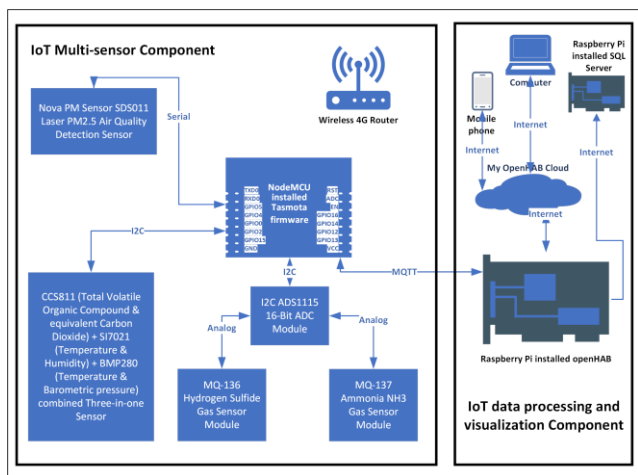 IoT Multi-sensor Component
Nova PM Sensor SDS011
Laser PM2.5 Air Quality
Detection Sensor
Serial
Wireless 4G Router
NodeMCU
installed
Tasmota
firmware
TXD0
RXD0
GPIO5
GPIO4
GPIO0
GPIO2
GPIO15
GND
RST
ADC
EN
GPIO16
GPIO14
GPIO12
GPIO13
VCC
I2C
I2C
MQTT
CCS811 (Total Volatile
Organic Compound &
equivalent Carbon
Dioxide) + SI7021
(Temperature &
Humidity) + BMP280
(Temperature &
Barometric pressure)
combined Three-in-one
Sensor
I2C ADS1115
16-Bit ADC
Module
Analog
Analog
MQ-136
Hydrogen Sulfide
Gas Sensor
Module
MQ-137
Ammonia NH3
Gas Sensor
Module
Raspberry Pi
installed SQL
Server
Computer
Mobile
phone
Internet
Internet
Internet
My OpenHAB Cloud
Internet
Raspberry Pi installed openHAB
IoT data processing and
visualization Component